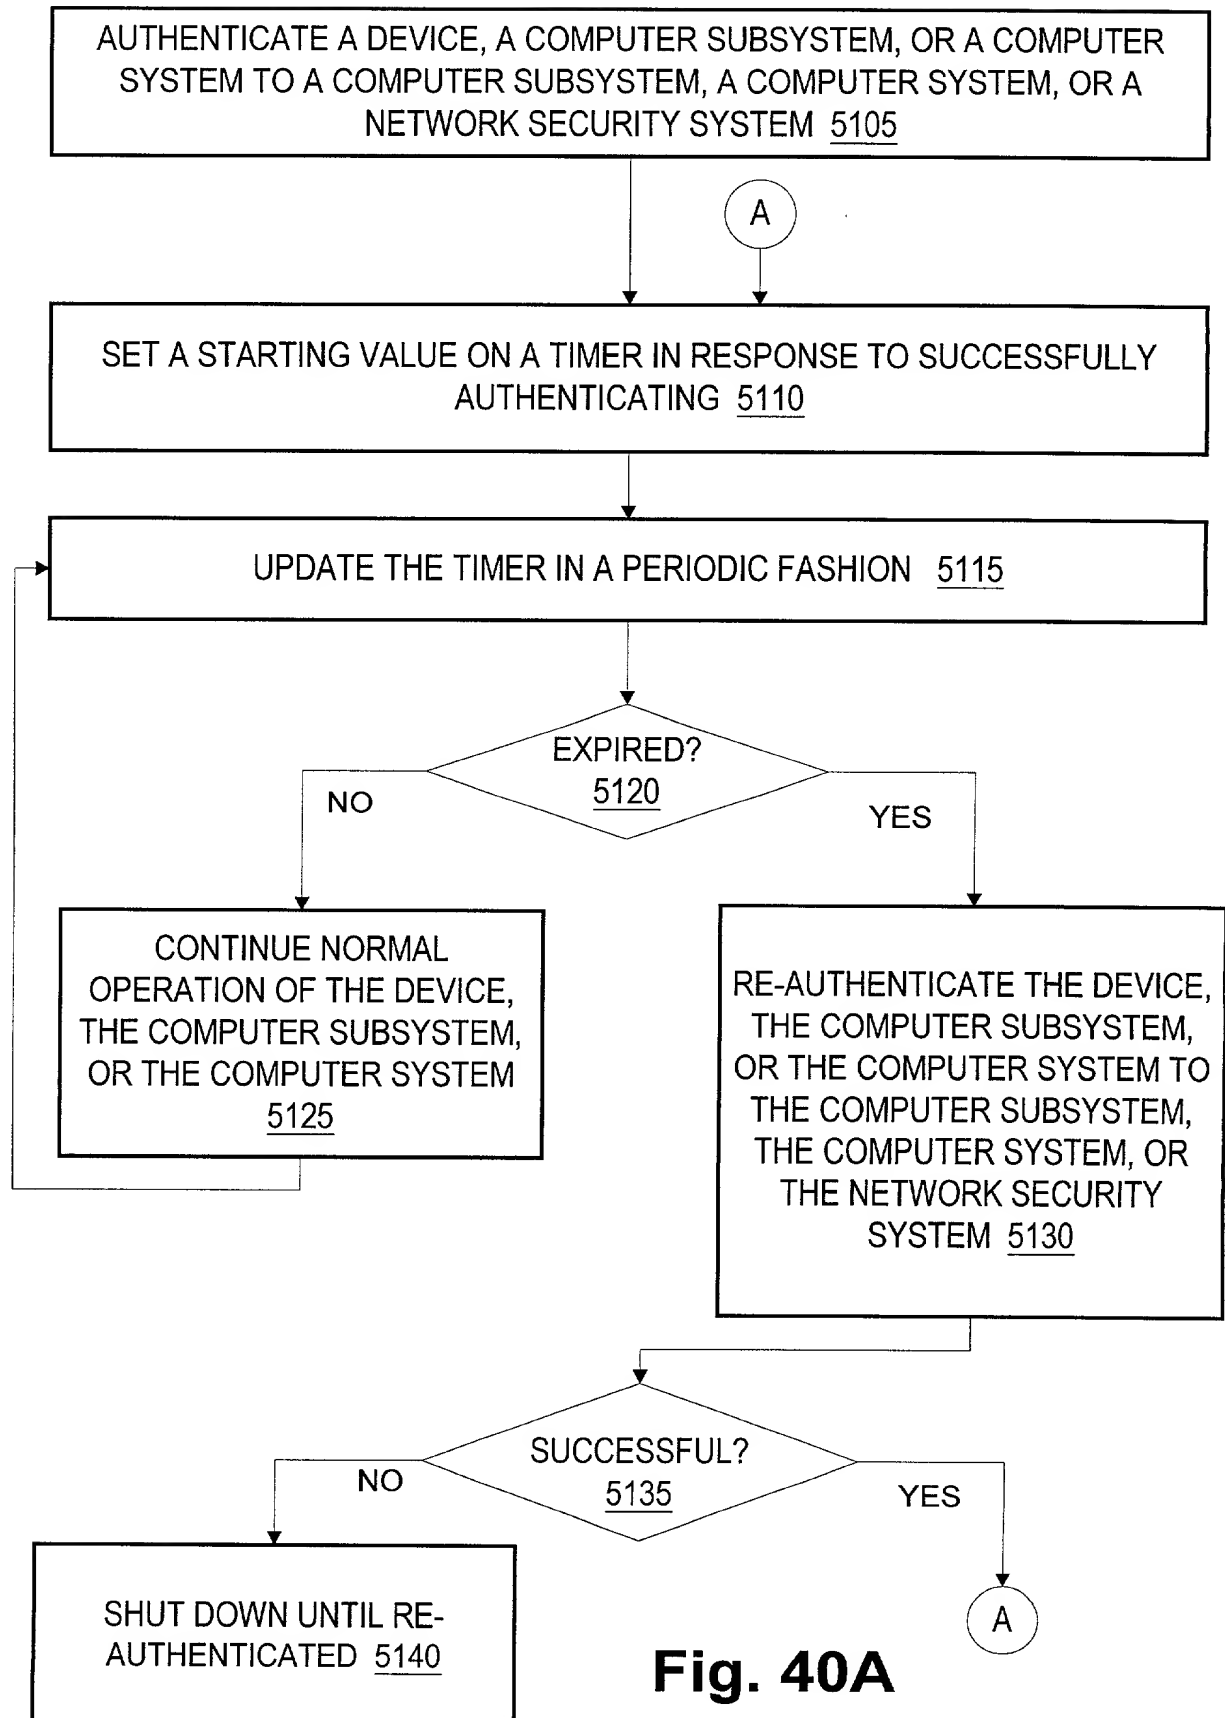 AUTHENTICATE A DEVICE, A COMPUTER SUBSYSTEM, OR A COMPUTER
SYSTEM TO A COMPUTER SUBSYSTEM, A COMPUTER SYSTEM, OR A
NETWORK SECURITY SYSTEM 5105
A
SET A STARTING VALUE ON A TIMER IN RESPONSE TO SUCCESSFULLY
AUTHENTICATING 5110
UPDATE THE TIMER IN A PERIODIC FASHION 5115
EXPIRED?
5120
NO
YES
CONTINUE NORMAL
OPERATION OF THE DEVICE,
THE COMPUTER SUBSYSTEM,
OR THE COMPUTER SYSTEM
5125
RE-AUTHENTICATE THE DEVICE,
THE COMPUTER SUBSYSTEM,
OR THE COMPUTER SYSTEM TO
THE COMPUTER SUBSYSTEM,
THE COMPUTER SYSTEM, OR
THE NETWORK SECURITY
SYSTEM 5130
SUCCESSFUL?
5135
NO
YES
SHUT DOWN UNTIL RE-
AUTHENTICATED 5140
A
Fig. 40A